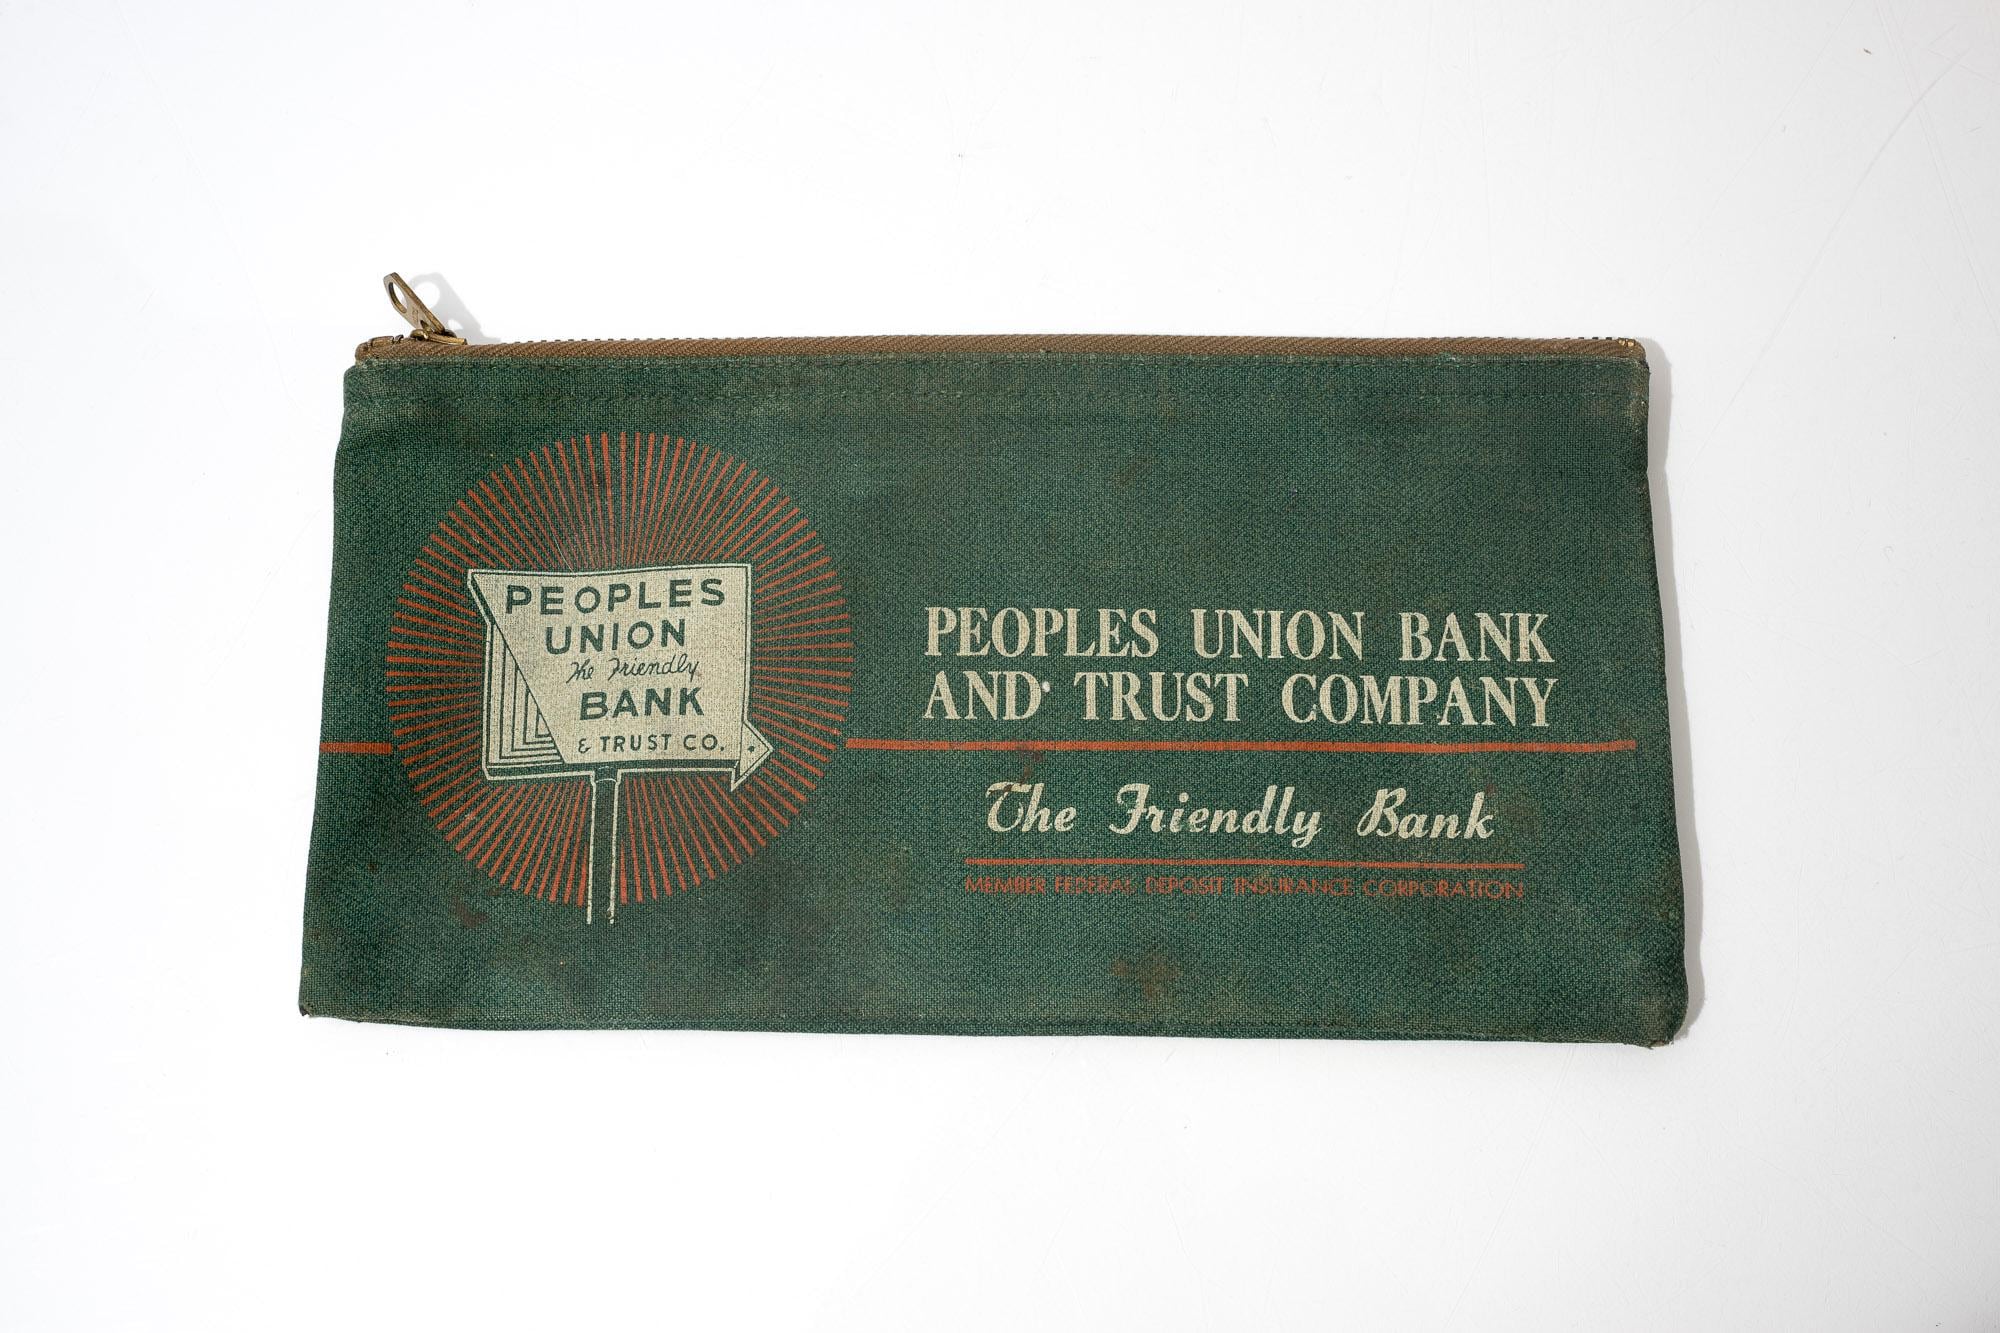 PEOPLES
UNION
The Friendly
BANK
& TRUST CO.
PEOPLES UNION BANK
AND TRUST COMPANY
The Friendly Bank
MEMBER FEDERAL DEPOSIT INSURANCE CORPORATION